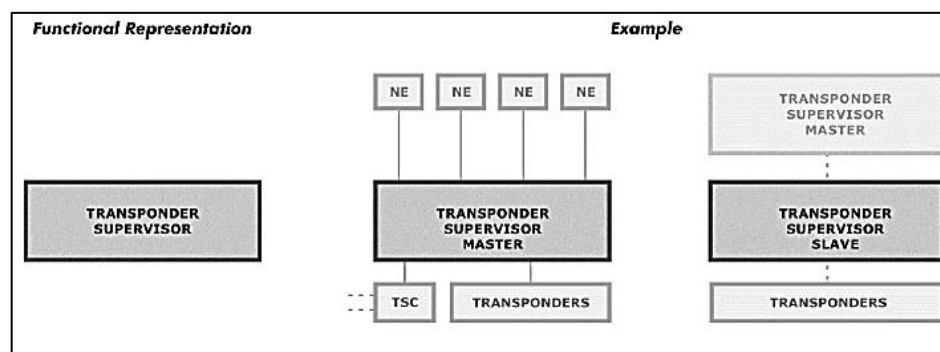 Functional Representation
Example
NE NE NE NE
TRANSPONDER
SUPERVISOR
MASTER
TRANSPONDER
SUPERVISOR
TRANSPONDER
SUPERVISOR
MASTER
TRANSPONDER
SUPERVISOR
SLAVE
TSC
TRANSPONDERS
TRANSPONDERS